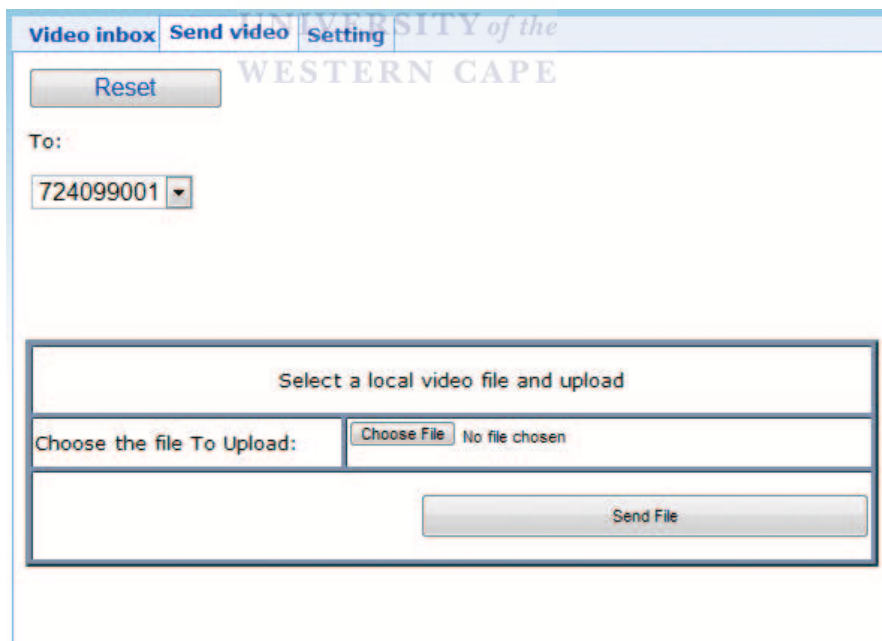 UNIVERSITY of the
WESTERN CAPE
Video inbox Send video Setting
Reset
To:
724099001
Select a local video file and upload
Choose the file To Upload: Choose File No file chosen
Send File